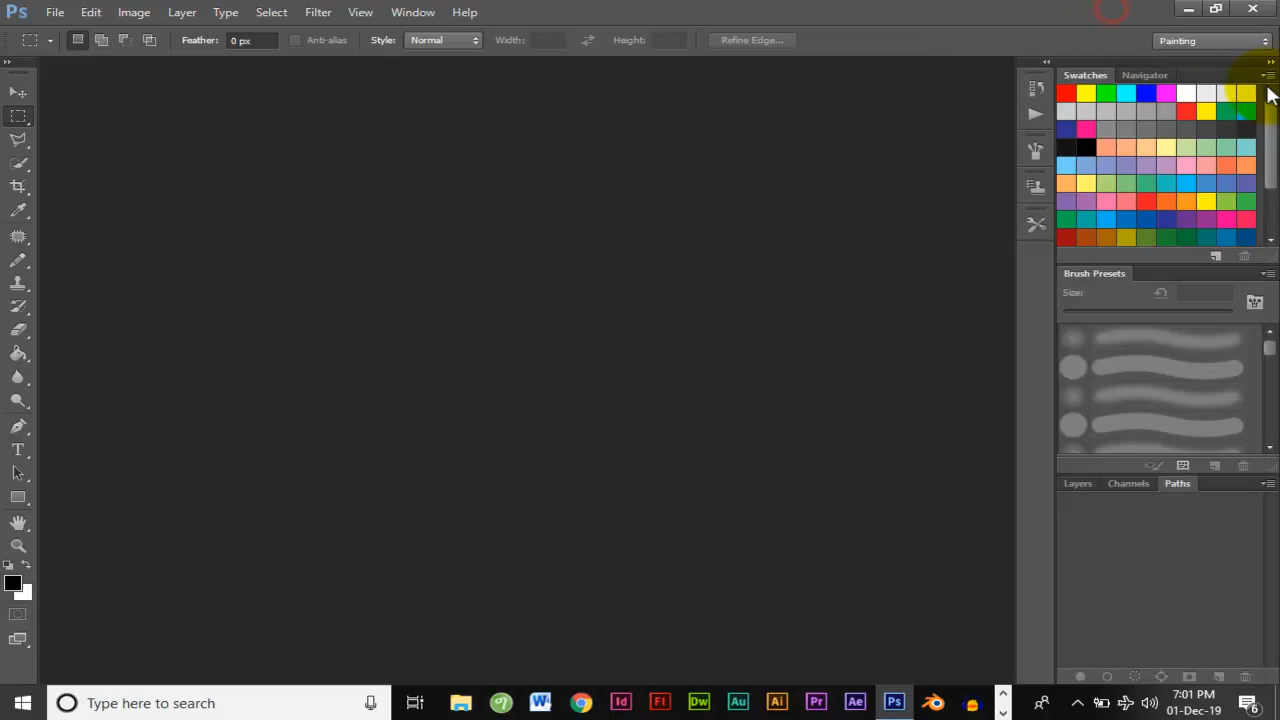 Ps File Edit Image Layer Type Select Filter View Window Help
Feather: 0 px Anti-alias Style: Normal Width: Height: Refine Edge... Painting
Swatches Navigator
Brush Presets
Size:
Layers Channels Paths
T
Type here to search W Id Fl Dw Au Ai Pr Ae Ps 7:01 PM
01-Dec-19 6